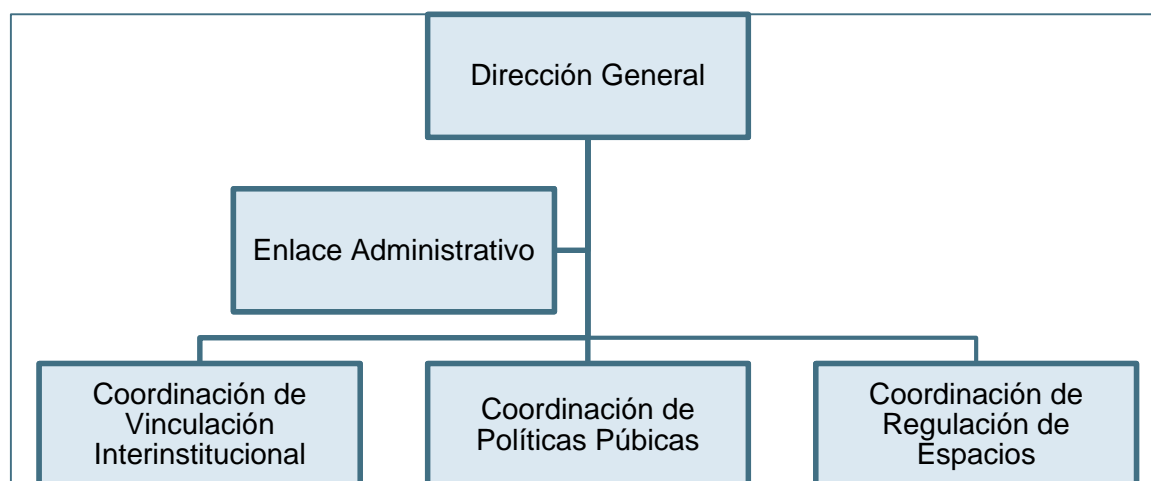 Dirección General
Enlace Administrativo
Coordinación de
Vinculación
Interinstitucional
Coordinación de
Políticas Púbicas
Coordinación de
Regulación de
Espacios